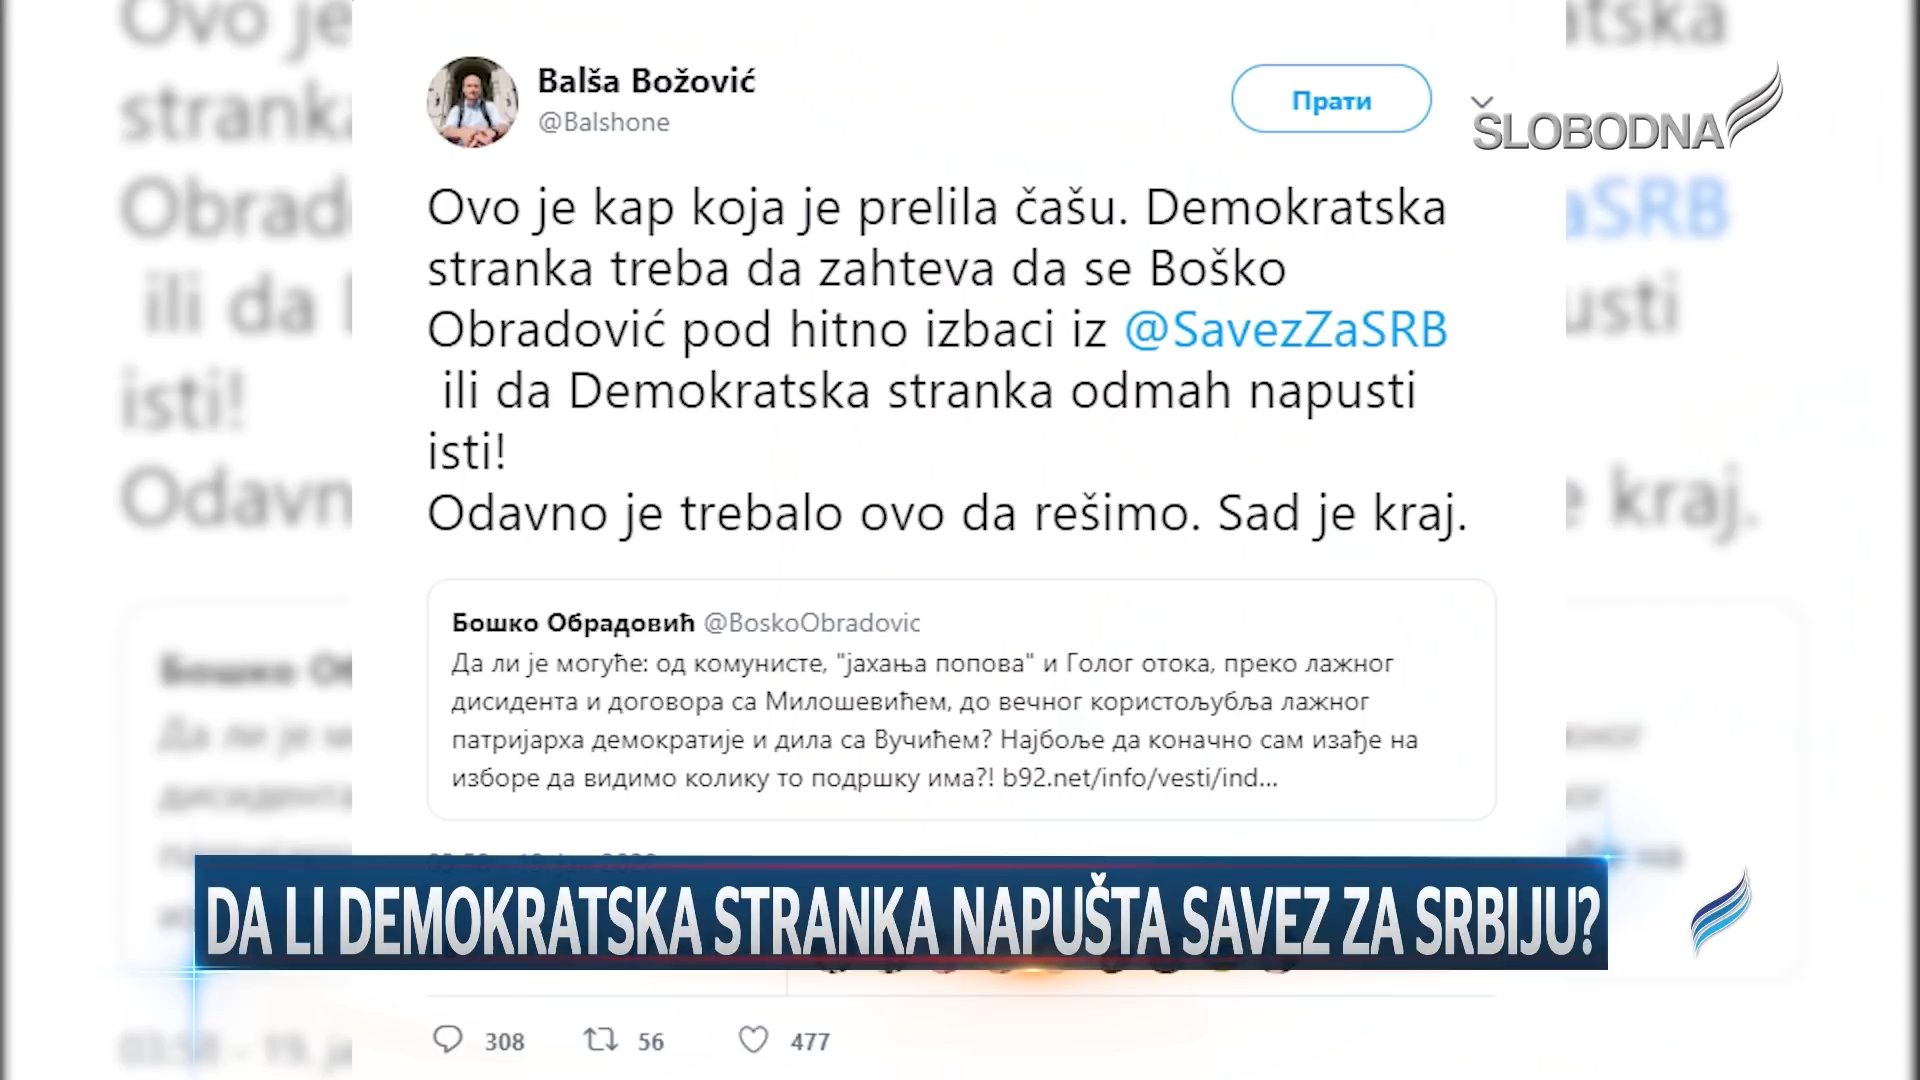 Balša Božović
@Balshone
Прати
SLOBODNA
Ovo je kap koja je prelila čašu. Demokratska
stranka treba da zahteva da se Boško
Obradović pod hitno izbaci iz @SavezZaSRB
ili da Demokratska stranka odmah napusti
isti!
Odavno je trebalo ovo da rešimo. Sad je kraj.
Бошко Обрадовић @BoskoObradovic
Да ли је могуће: од комунисте, "јахања попова" и Голог отока, преко лажног
дисидента и договора са Милошевићем, до вечног користољубља лажног
патријарха демократије и дила са Вучићем? Најбоље да коначно сам изађе на
изборе да видимо колику то подршку има?! b92.net/info/vesti/ind...
DA LI DEMOKRATSKA STRANKA NAPUŠTA SAVEZ ZA SRBIJU?
308 56 477